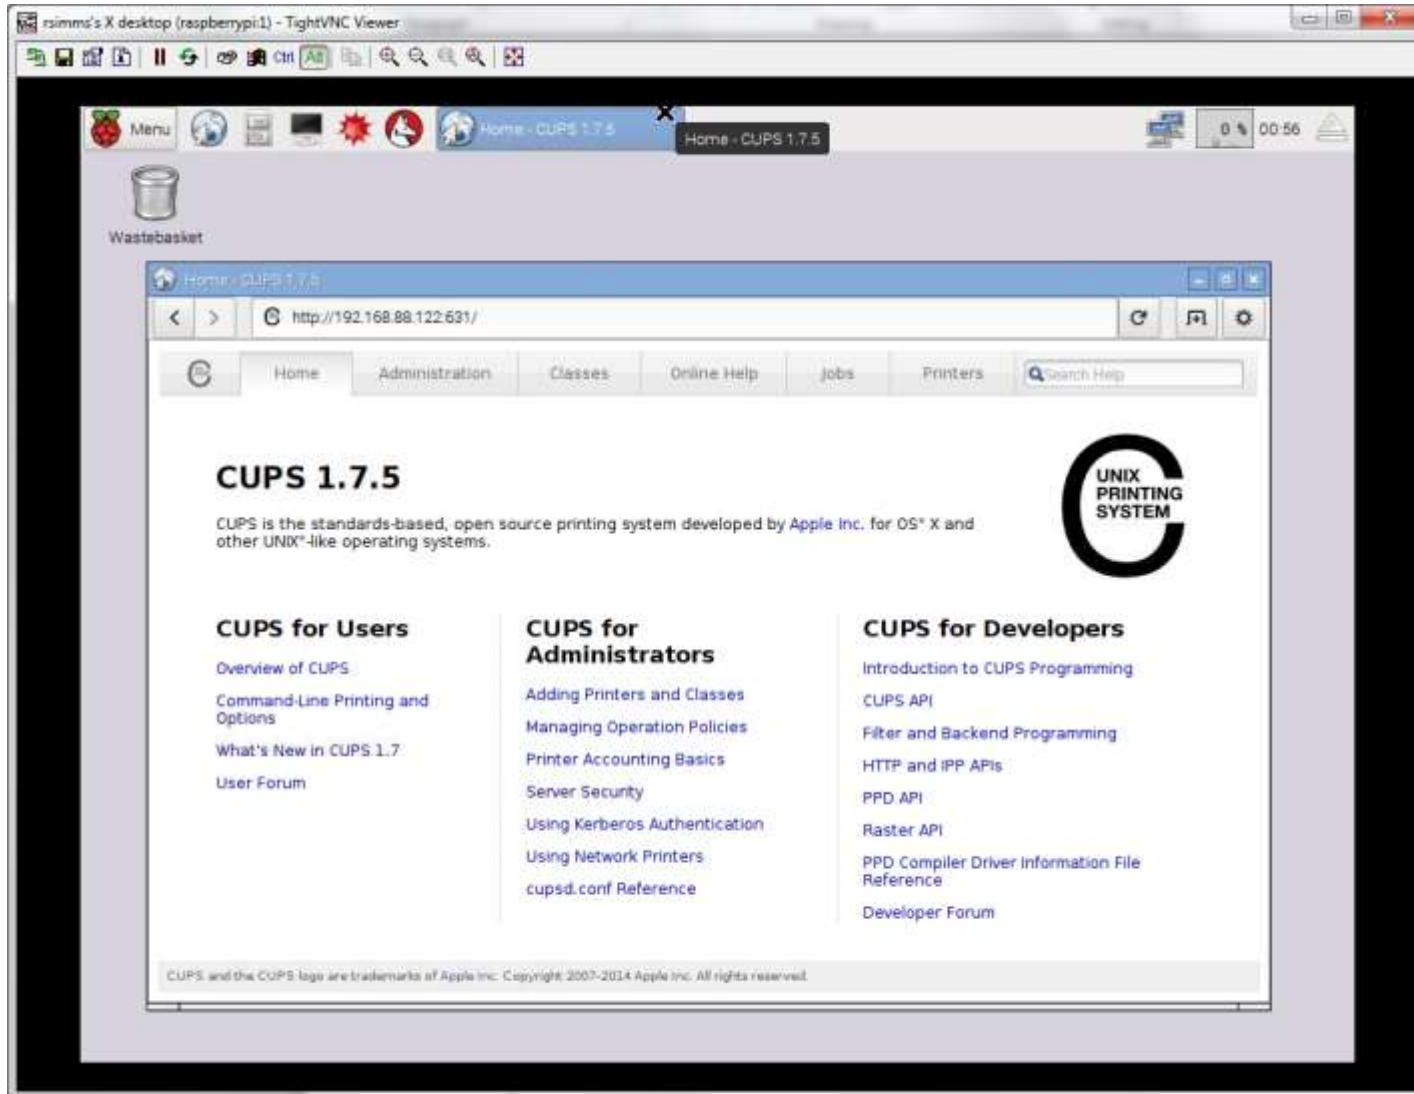 rsimms's X desktop (raspberrypi:1) - TightVNC Viewer
Ctrl Alt
Menu Home - CUPS 1.7.5 0 % 00:56
Home - CUPS 1.7.5
Wastebasket
Home - CUPS 1.7.5
http://192.168.88.122:631/
Home Administration Classes Online Help Jobs Printers Search Help
UNIX
PRINTING
SYSTEM
CUPS 1.7.5
CUPS is the standards-based, open source printing system developed by Apple Inc. for OS® X and
other UNIX®-like operating systems.
CUPS for Users
Overview of CUPS
Command-Line Printing and
Options
What's New in CUPS 1.7
User Forum
CUPS for
Administrators
Adding Printers and Classes
Managing Operation Policies
Printer Accounting Basics
Server Security
Using Kerberos Authentication
Using Network Printers
cupsd.conf Reference
CUPS for Developers
Introduction to CUPS Programming
CUPS API
Filter and Backend Programming
HTTP and IPP APIs
PPD API
Raster API
PPD Compiler Driver Information File
Reference
Developer Forum
CUPS and the CUPS logo are trademarks of Apple Inc. Copyright 2007-2014 Apple Inc. All rights reserved.